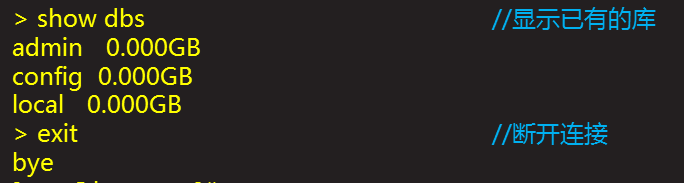 > show dbs //显示已有的库
admin 0.000GB
config 0.000GB
local 0.000GB
> exit //断开连接
bye